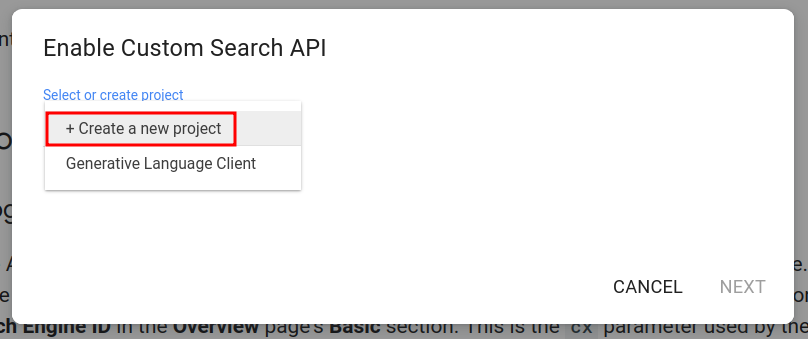 Enable Custom Search API
Select or create project
+ Create a new project
Generative Language Client
CANCEL
NEXT
Engine ID in the Overview page's Basic section. This is the cx parameter used by the